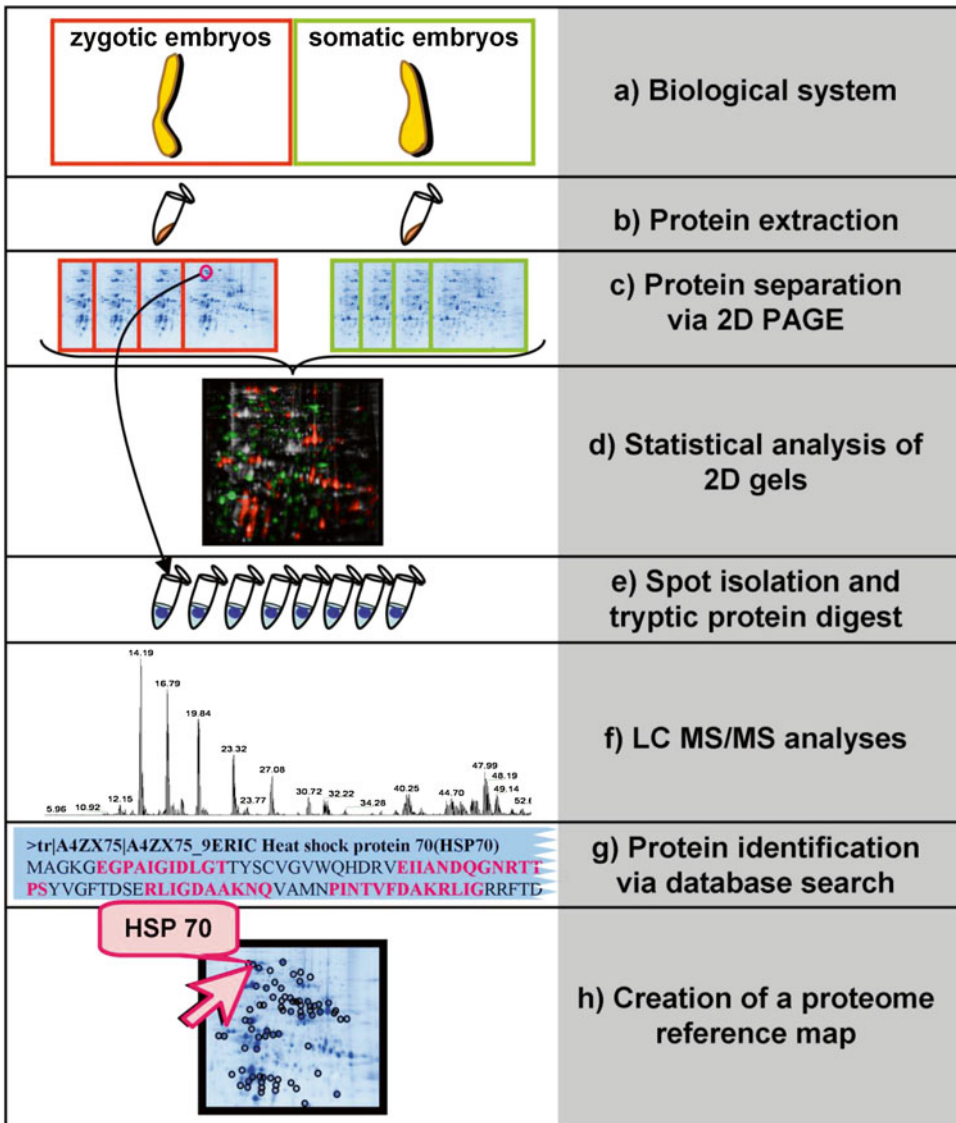 zygotic embryos
somatic embryos
a) Biological system
b) Protein extraction
c) Protein separation
via 2D PAGE
d) Statistical analysis of
2D gels
e) Spot isolation and
tryptic protein digest
14.19
16.79
19.84
23.32
27.08
47.99
48.19
49.14
52.6
5.96
10.92
12.15
23.77
30.72
32.22
34.28
40.25
44.70
f) LC MS/MS analyses
>tr|A4ZX75|A4ZX75_9ERIC Heat shock protein 70(HSP70)
MAGKGEGPAIGIDLGTTYSCVGVWQHDRVEIIANDQGNRTT
PSYVGFTDSERLIGDAAKNQVAMNPINTVFDAKRLIGRRFTD
g) Protein identification
via database search
HSP 70
h) Creation of a proteome
reference map